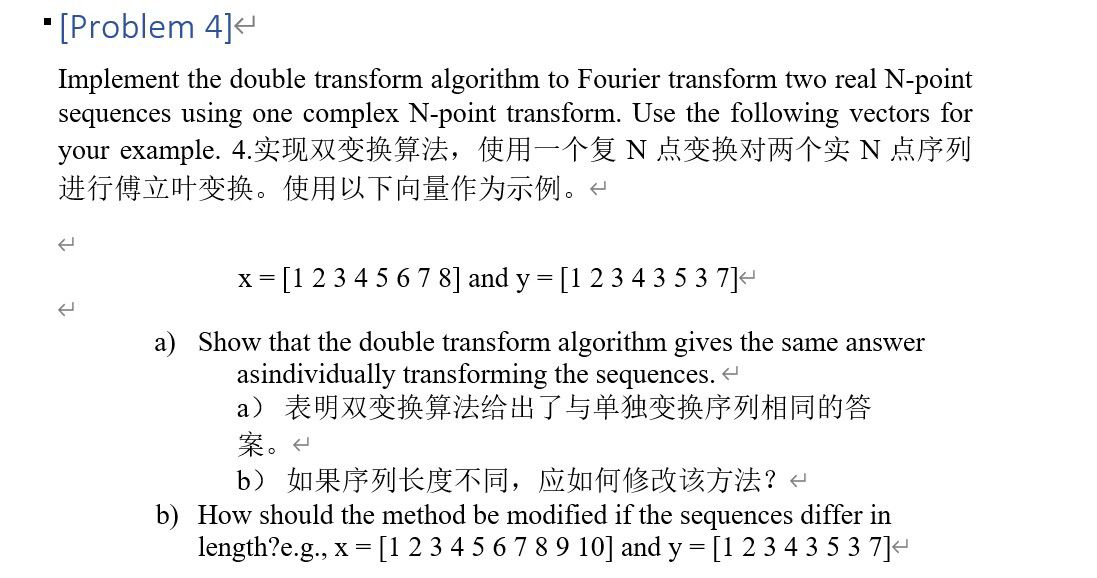 [Problem 4]↵
Implement the double transform algorithm to Fourier transform two real N-point
sequences using one complex N-point transform. Use the following vectors for
your example. 4.实现双变换算法，使用一个复 N 点变换对两个实 N 点序列
进行傅立叶变换。使用以下向量作为示例。↵
↵
x = [1 2 3 4 5 6 7 8] and y = [1 2 3 4 3 5 3 7]↵
↵
a) Show that the double transform algorithm gives the same answer
asindividually transforming the sequences. ↵
a） 表明双变换算法给出了与单独变换序列相同的答
案。↵
b） 如果序列长度不同，应如何修改该方法？↵
b) How should the method be modified if the sequences differ in
length?e.g., x = [1 2 3 4 5 6 7 8 9 10] and y = [1 2 3 4 3 5 3 7]↵